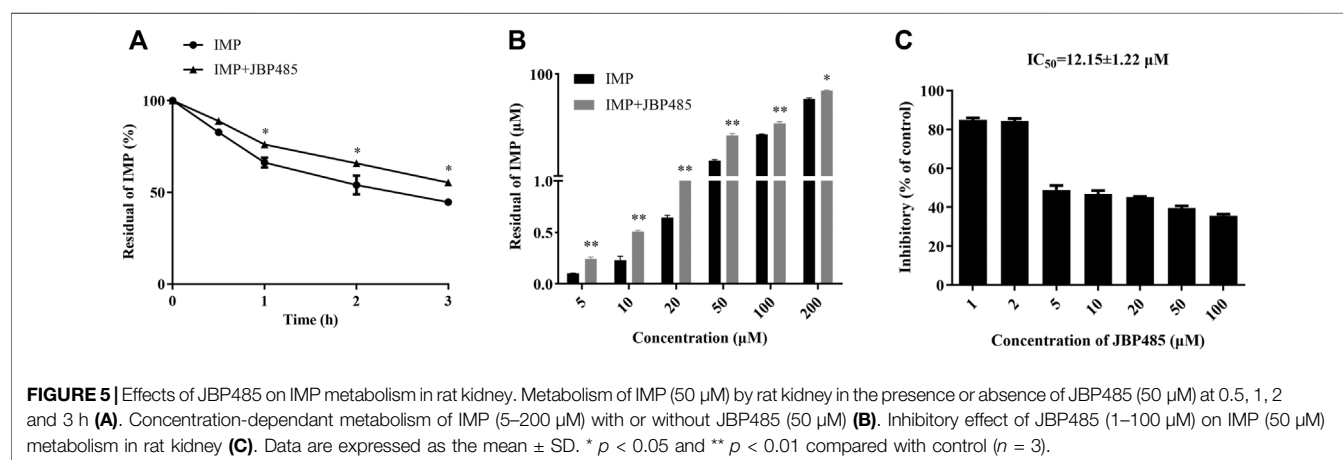 A
IMP
IMP+JBP485
Residual of IMP (%)
100
50
0
*
*
*
0
1
2
3
Time (h)
B
IMP
IMP+JBP485
Residual of IMP (μM)
100
1.0
0.5
0.0
**
**
**
**
**
*
5
10
20
50
100
200
Concentration (μM)
C
IC50=12.15±1.22 μM
Inhibitory (% of control)
100
80
60
40
20
0
1
2
5
10
20
50
100
Concentration of JBP485 (μM)
FIGURE 5 | Effects of JBP485 on IMP metabolism in rat kidney. Metabolism of IMP (50 μM) by rat kidney in the presence or absence of JBP485 (50 μM) at 0.5, 1, 2
and 3 h (A). Concentration-dependant metabolism of IMP (5–200 μM) with or without JBP485 (50 μM) (B). Inhibitory effect of JBP485 (1–100 μM) on IMP (50 μM)
metabolism in rat kidney (C). Data are expressed as the mean ± SD. * p < 0.05 and ** p < 0.01 compared with control (n = 3).